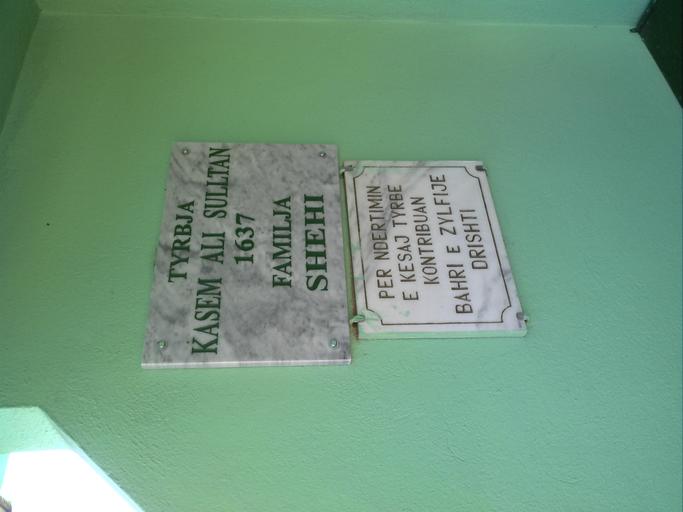 TYRBJA
KASEM ALI SULLTAN
1637
FAMILJA
SHEHI
PER NDERTIMIN
E KESAJ TYRBE
KONTRIBUAN
BAHRI E ZYLFIJE
DRISHTI